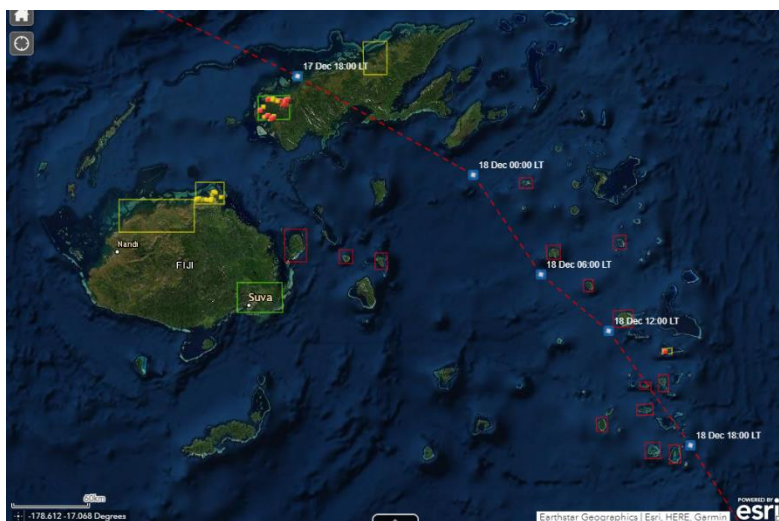 17 Dec 18:00 LT
18 Dec 00:00 LT
Nandi
FIJI
18 Dec 06:00 LT
Suva
18 Dec 12:00 LT
18 Dec 18:00 LT
60km
-178.612 -17.068 Degrees
Earthstar Geographics | Esri, HERE, Garmin
POWERED BY
esri